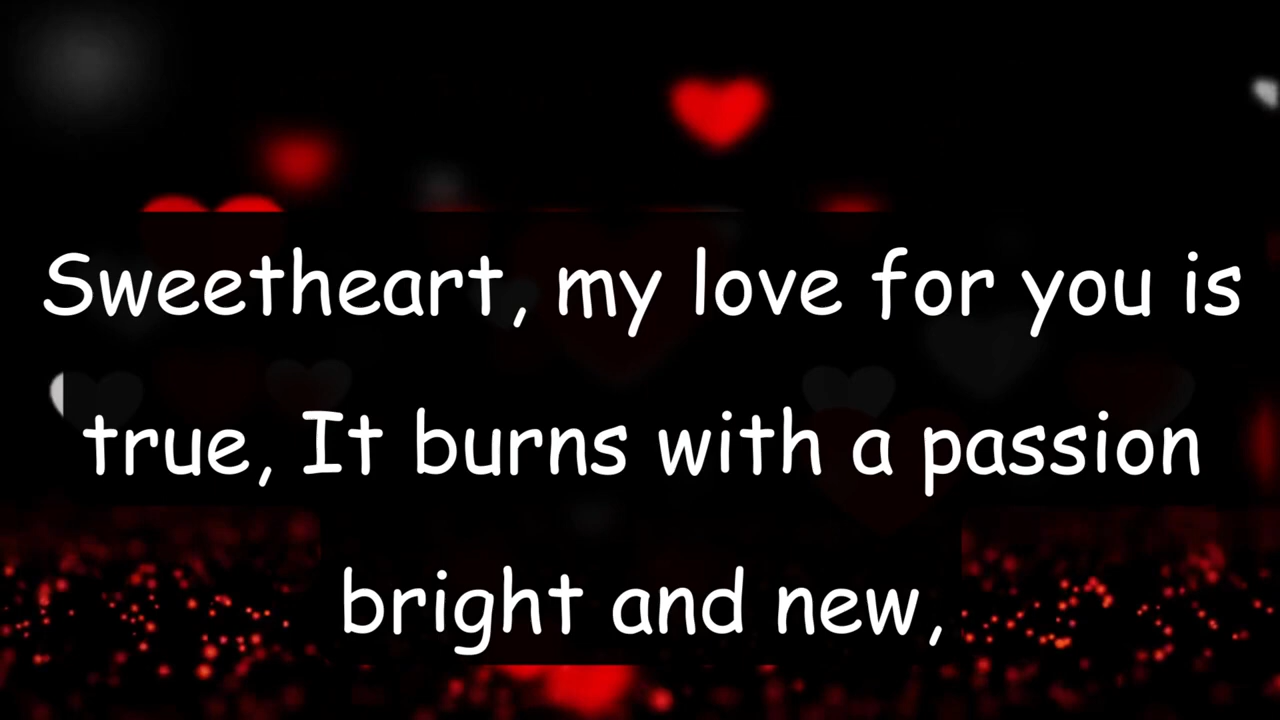 Sweetheart, my love for you is
true, It burns with a passion
bright and new,